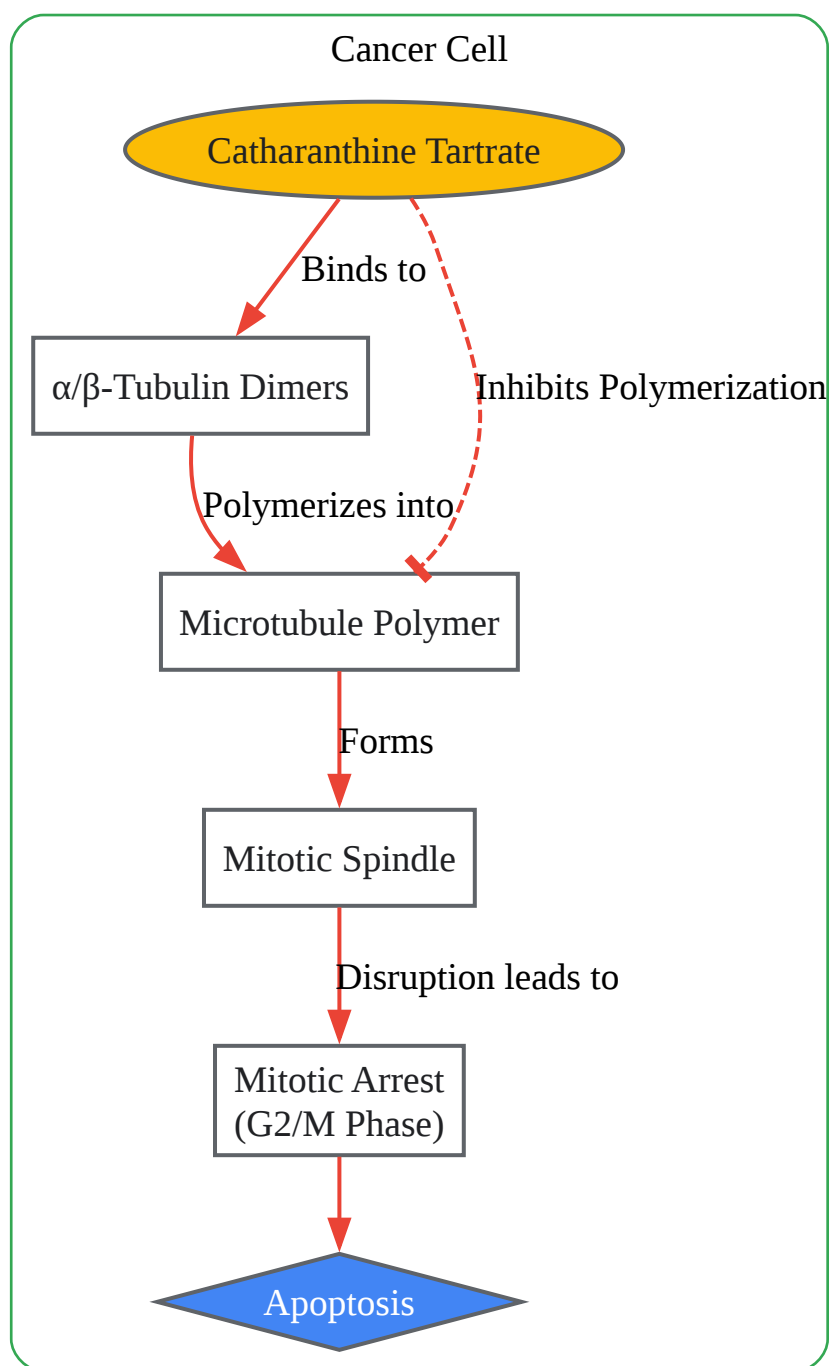 Cancer Cell
Catharanthine Tartrate
Binds to
α/β-Tubulin Dimers
Inhibits Polymerization
Polymerizes into
Microtubule Polymer
Forms
Mitotic Spindle
Disruption leads to
Mitotic Arrest
(G2/M Phase)
Apoptosis